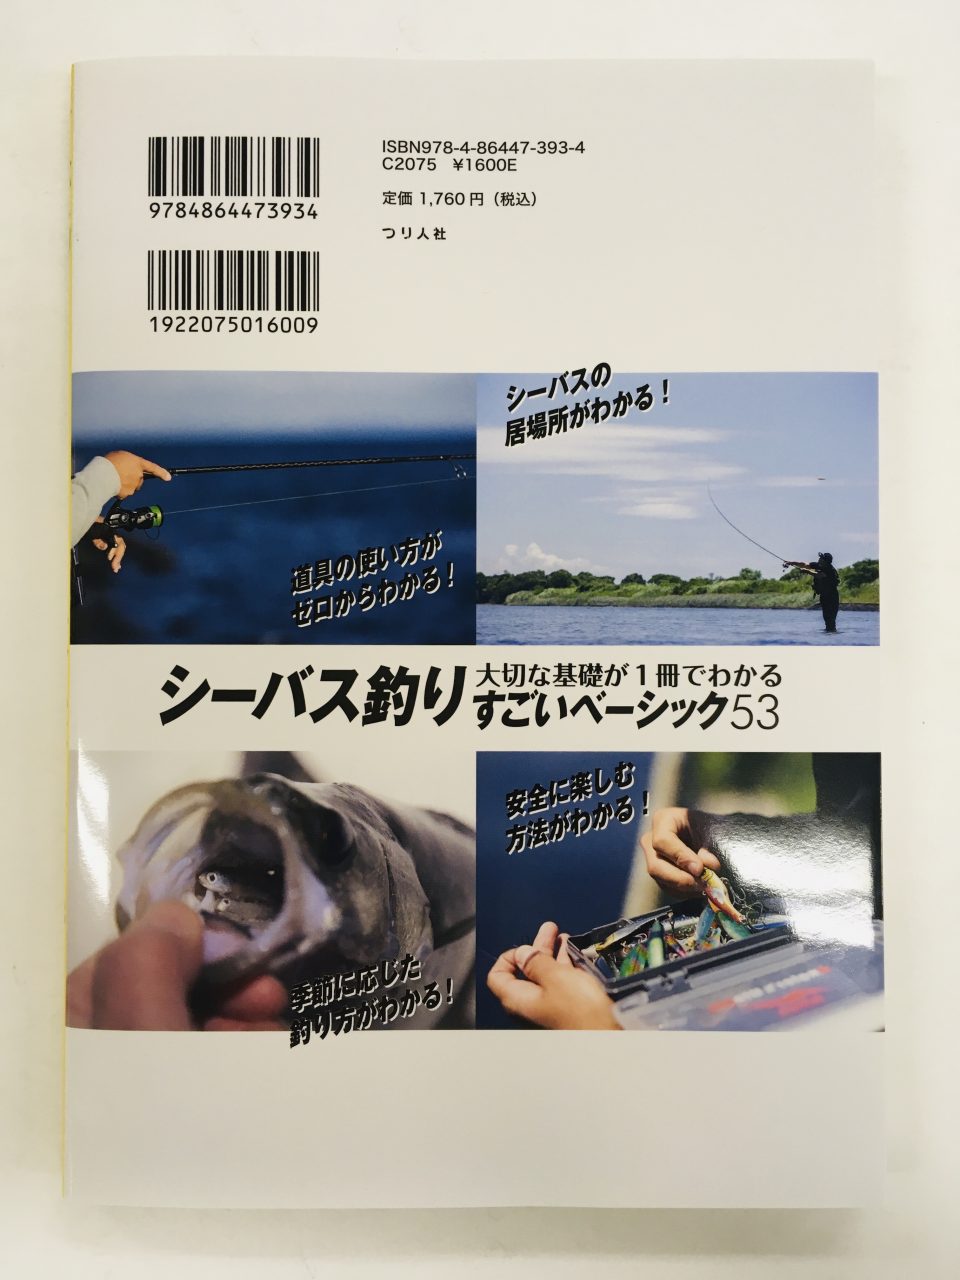 ISBN978-4-86447-393-4
C2075 ¥1600E
9784864473934
定価 1,760円（税込）
つり人社
1922075016009
シーバスの
居場所がわかる！
道具の使い方が
ゼロからわかる！
シーバス釣り
大切な基礎が1冊でわかる
すごいベーシック53
安全に楽しむ
方法がわかる！
季節に応じた
釣り方がわかる！